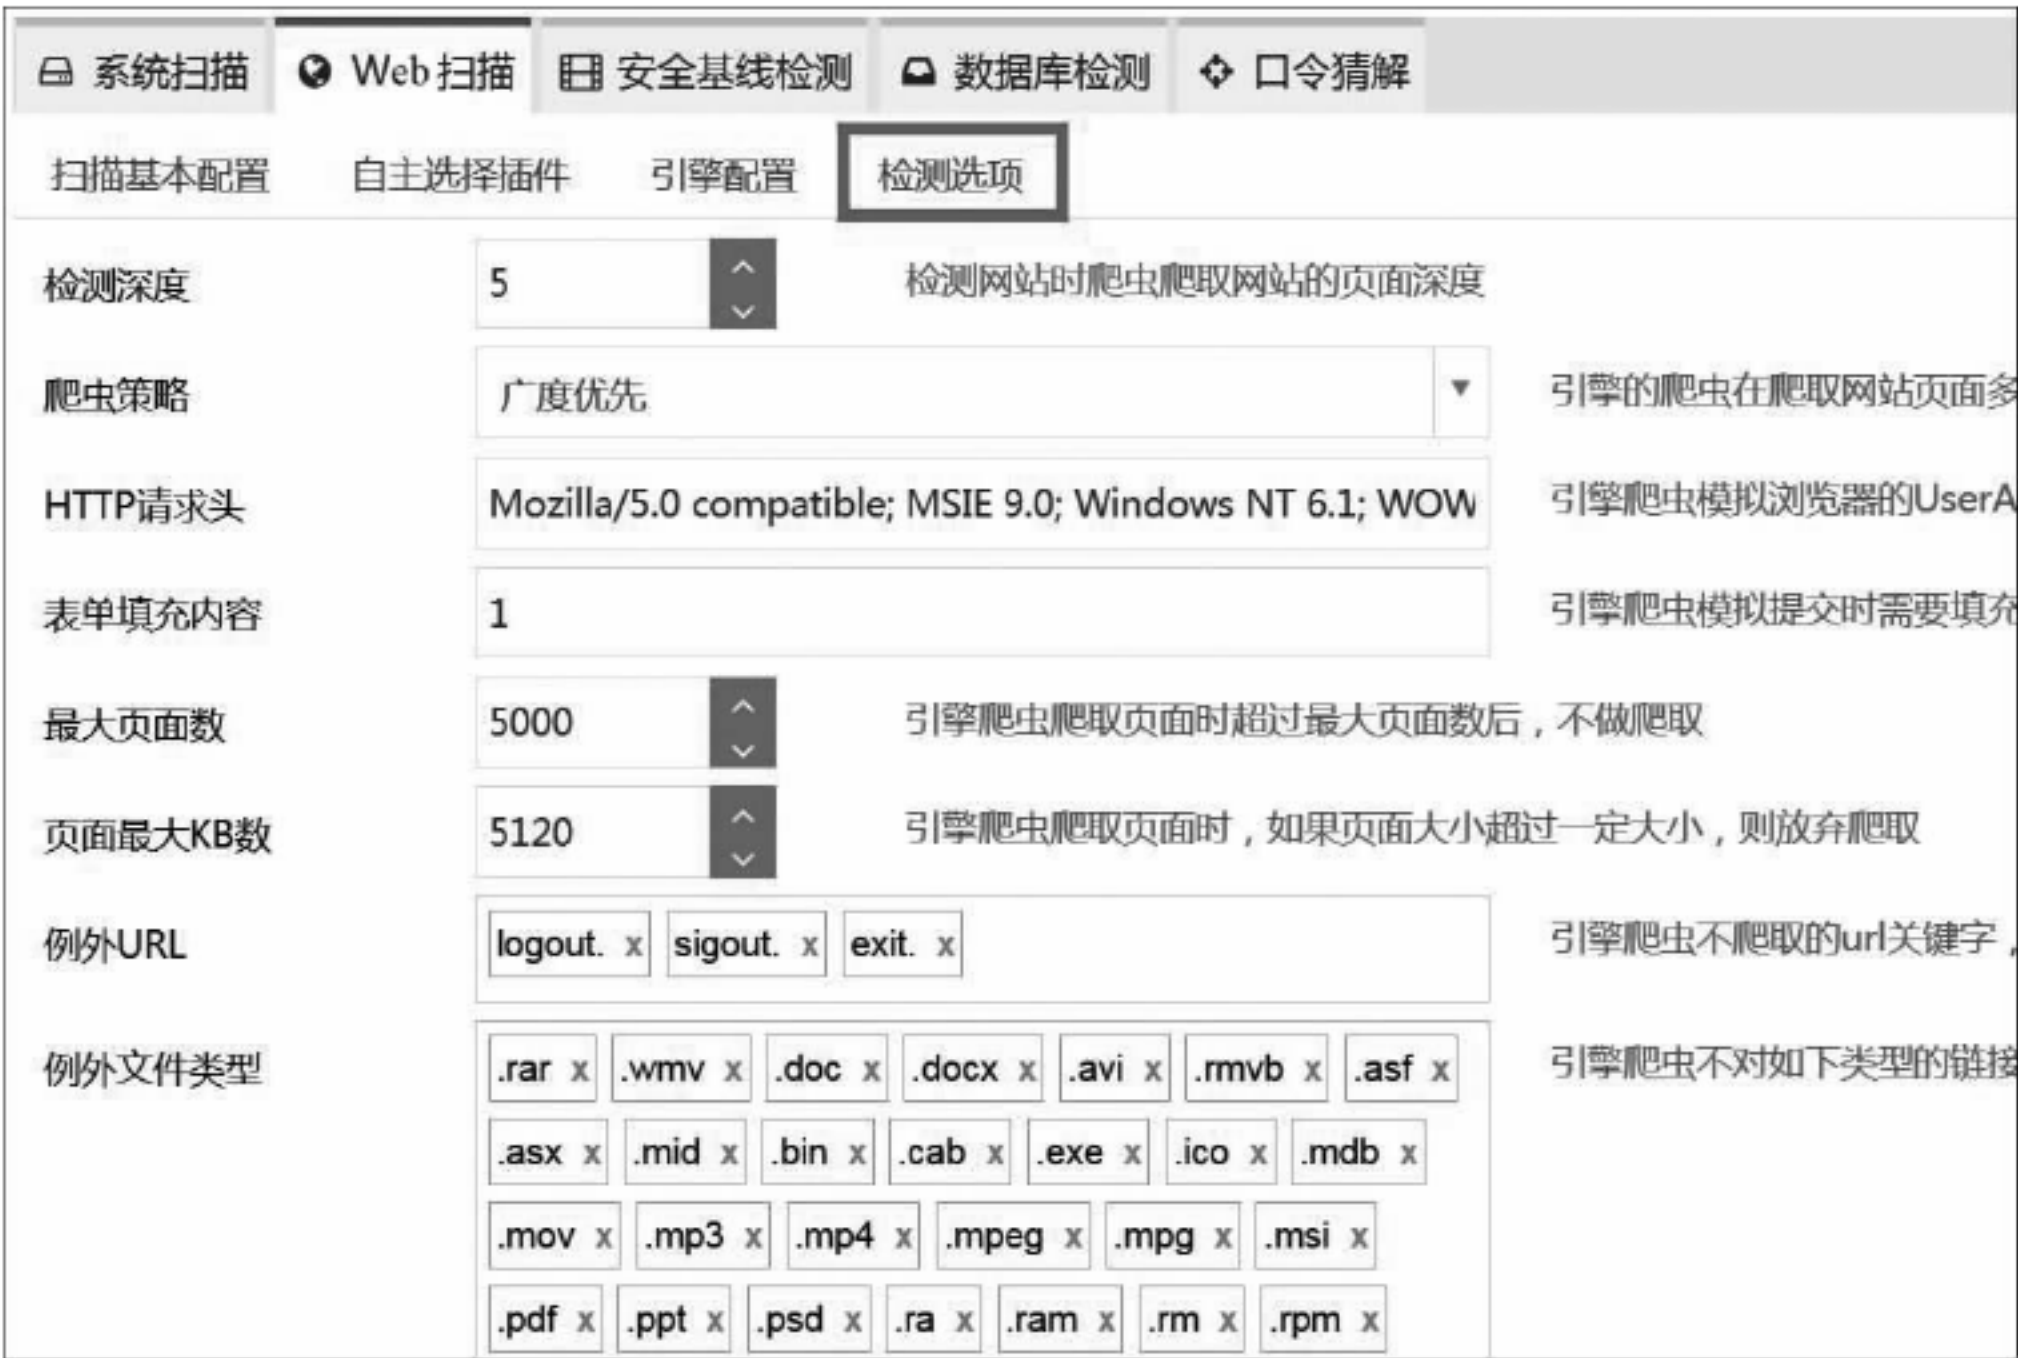 系统扫描 Web 扫描 安全基线检测 数据库检测 口令猜解
扫描基本配置 自主选择插件 引擎配置 检测选项
检测深度 5 检测网站时爬虫爬取网站的页面深度
爬虫策略 广度优先 引擎的爬虫在爬取网站页面多
HTTP请求头 Mozilla/5.0 compatible; MSIE 9.0; Windows NT 6.1; WOW 引擎爬虫模拟浏览器的UserA
表单填充内容 1 引擎爬虫模拟提交时需要填充
最大页面数 5000 引擎爬虫爬取页面时超过最大页面数后，不做爬取
页面最大KB数 5120 引擎爬虫爬取页面时，如果页面大小超过一定大小，则放弃爬取
例外URL logout. x sigout. x exit. x 引擎爬虫不爬取的url关键字，
例外文件类型 .rar x .wmv x .doc x .docx x .avi x .rmvb x .asf x 引擎爬虫不对如下类型的链接
.asx x .mid x .bin x .cab x .exe x .ico x .mdb x
.mov x .mp3 x .mp4 x .mpeg x .mpg x .msi x
.pdf x .ppt x .psd x .ra x .ram x .rm x .rpm x